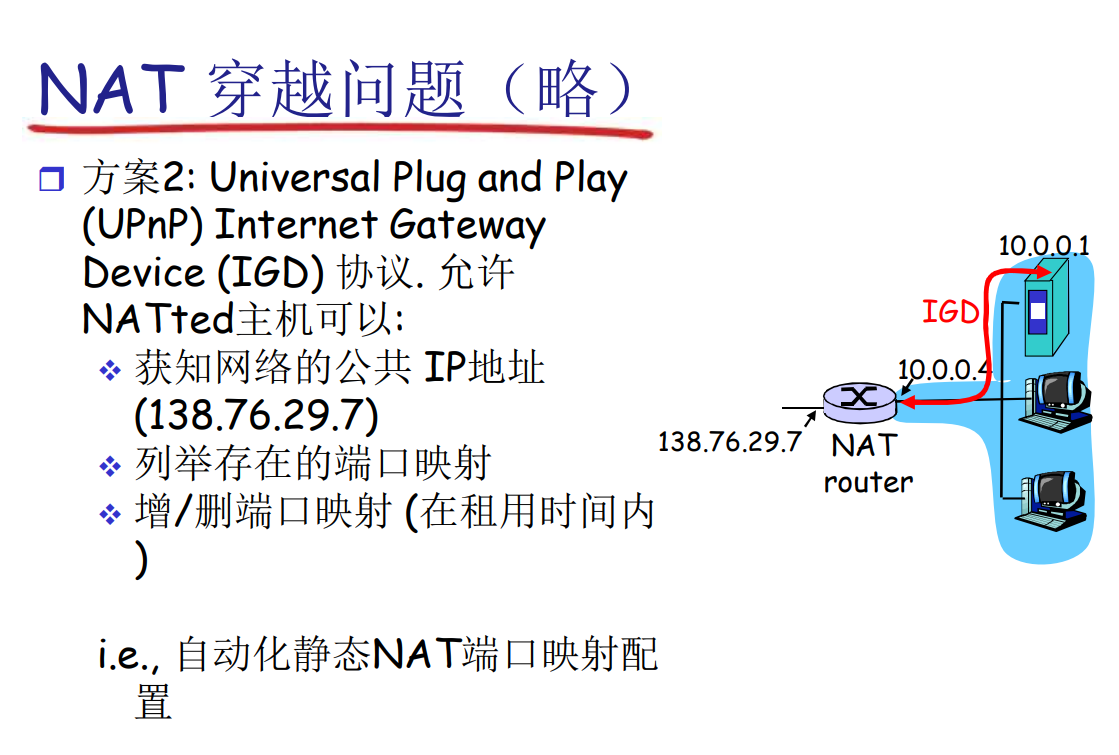 NAT 穿越问题（略）
方案2: Universal Plug and Play
(UPnP) Internet Gateway
Device (IGD) 协议. 允许
NATted主机可以:
获知网络的公共 IP地址
(138.76.29.7)
列举存在的端口映射
增/删端口映射 (在租用时间内
)
i.e., 自动化静态NAT端口映射配
置
10.0.0.1
IGD
10.0.0.4
138.76.29.7
NAT
router